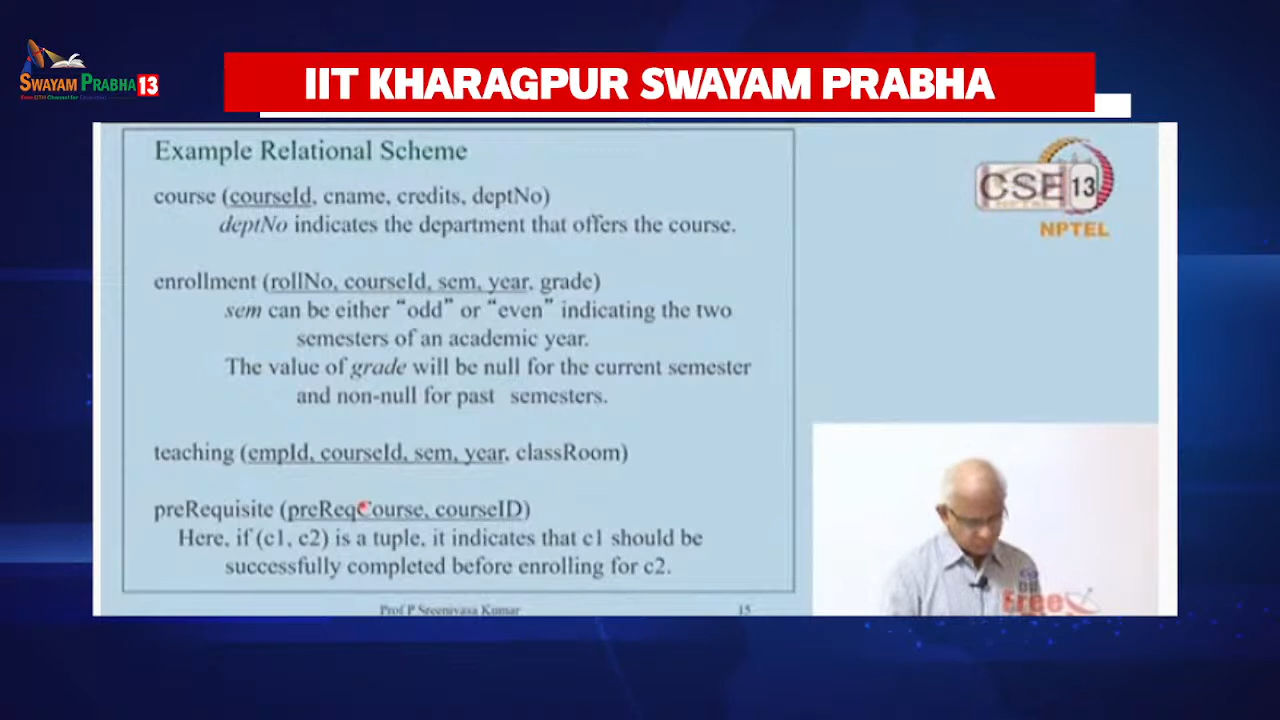 SWAYAM PRABHA 13
IIT KHARAGPUR SWAYAM PRABHA
Example Relational Scheme
CSE 13
NPTEL
course (courseId, cname, credits, deptNo)
deptNo indicates the department that offers the course.
enrollment (rollNo, courseId, sem, year, grade)
sem can be either “odd” or “even” indicating the two
semesters of an academic year.
The value of grade will be null for the current semester
and non-null for past semesters.
teaching (empId, courseId, sem, year, classRoom)
preRequisite (preReqCourse, courseID)
Here, if (c1, c2) is a tuple, it indicates that c1 should be
successfully completed before enrolling for c2.
Free
Prof P Sreenivasa Kumar
15